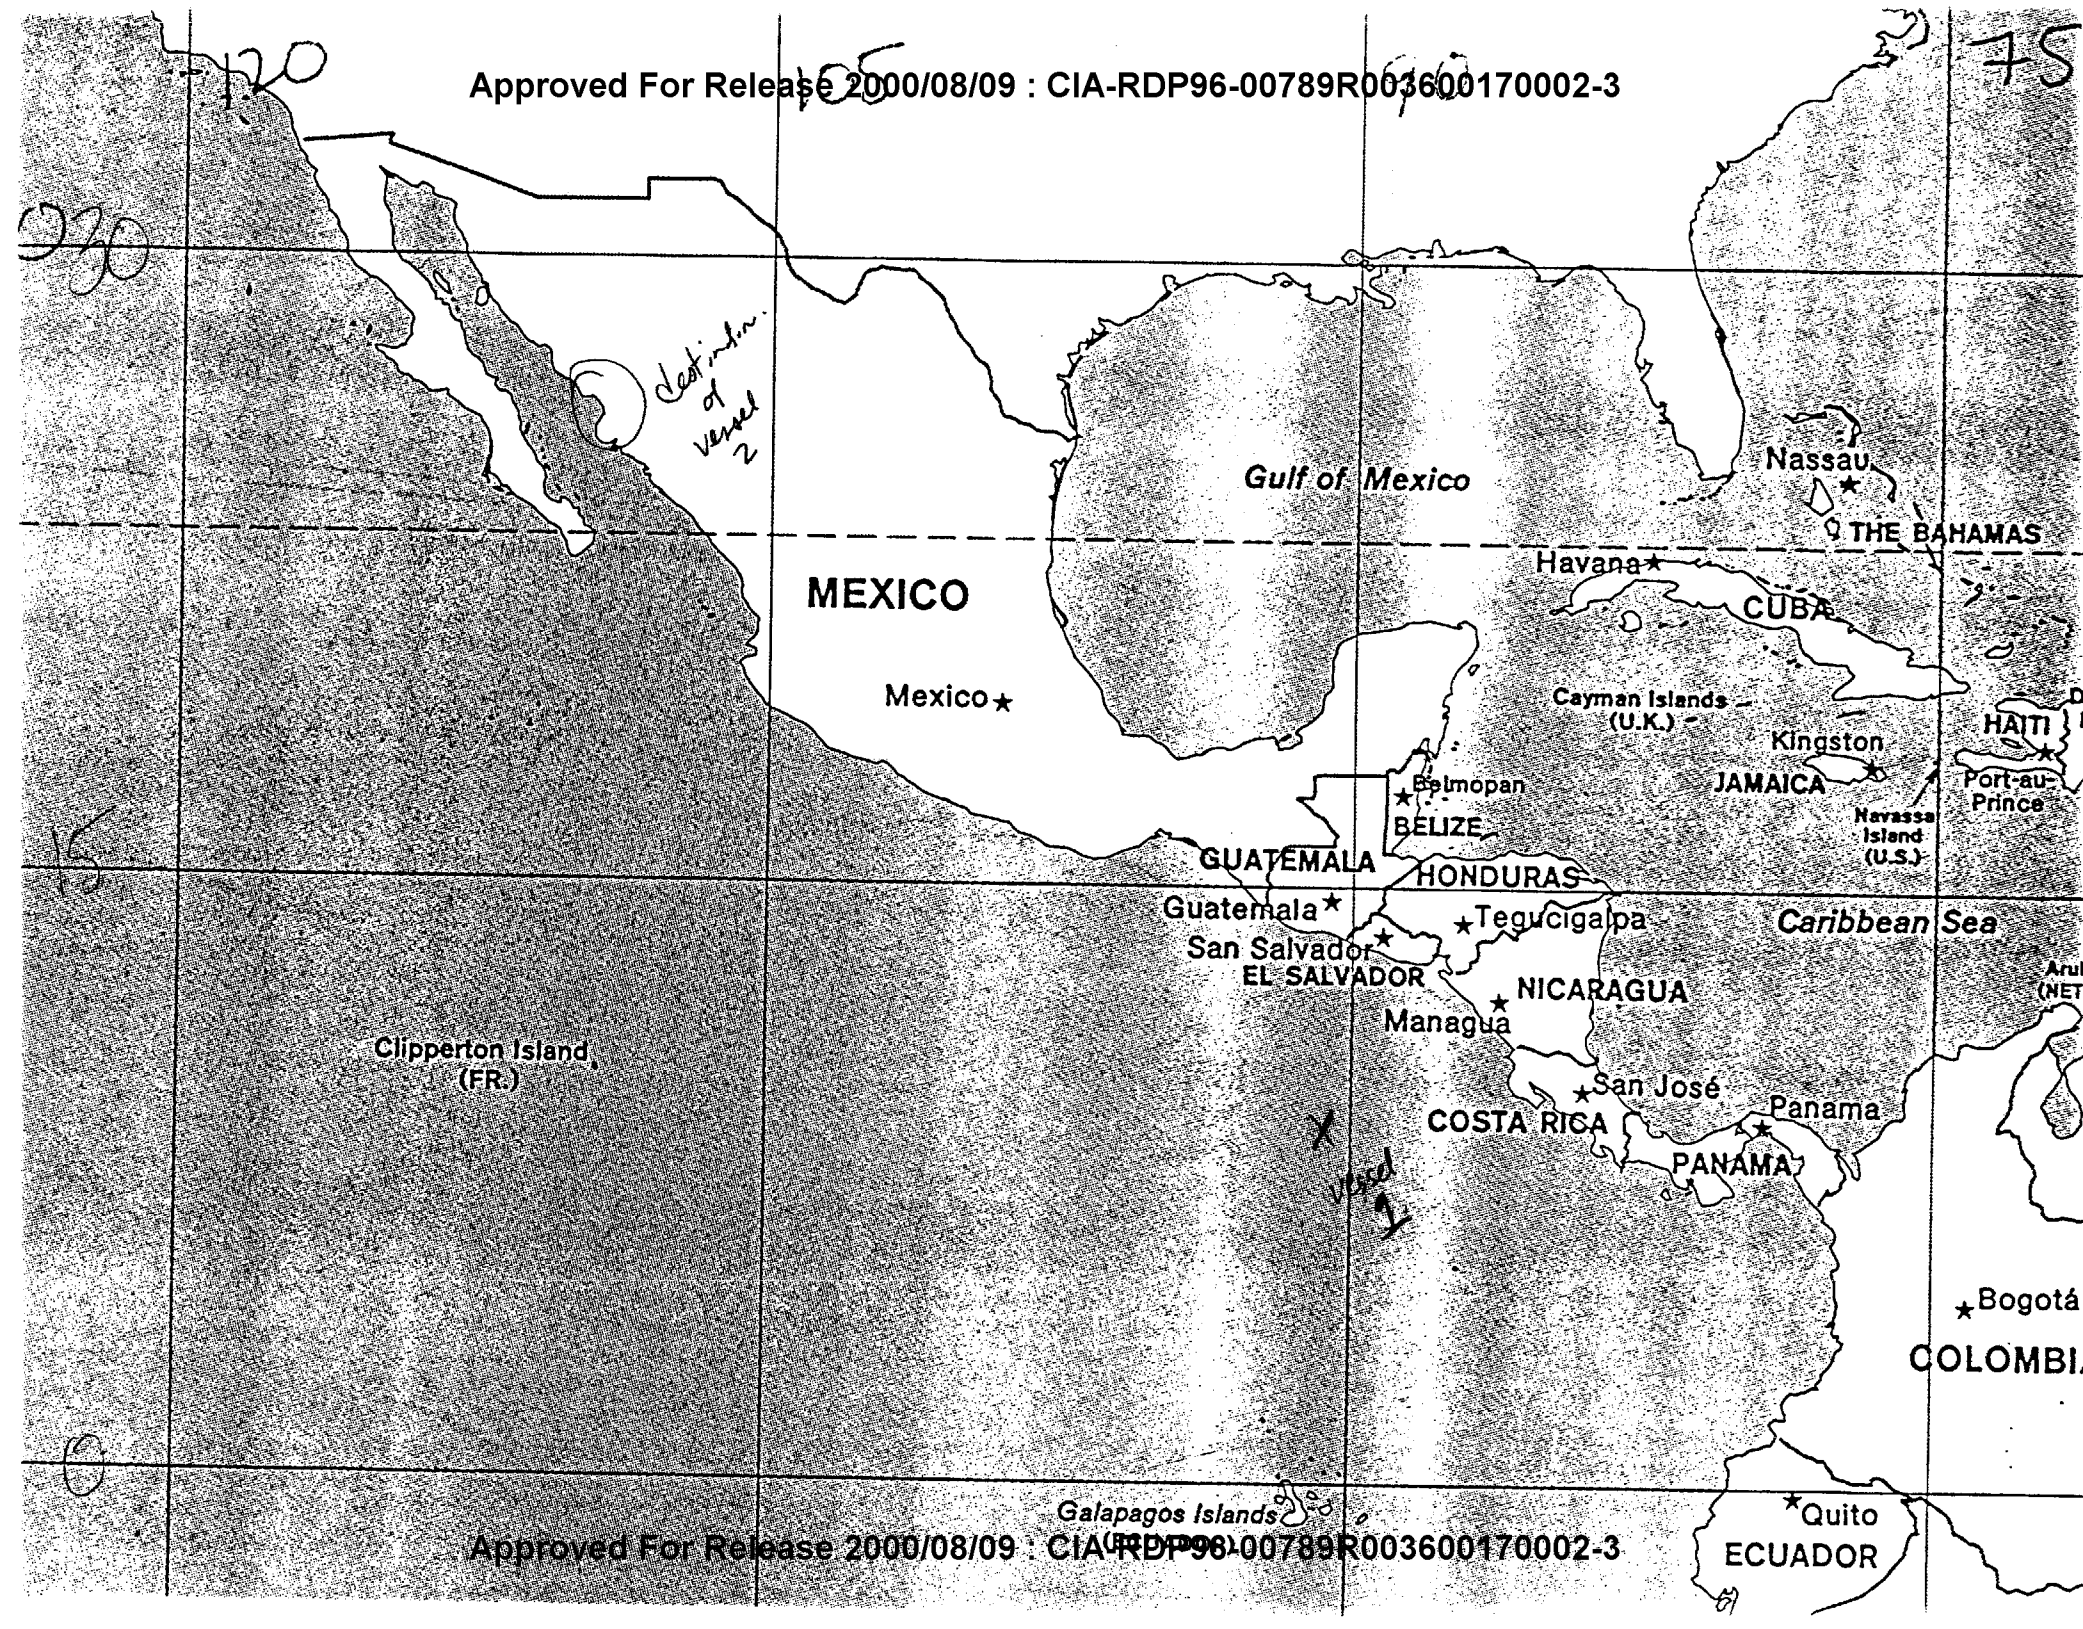 120
105
90
75
Approved For Release 2000/08/09 : CIA-RDP96-00789R003600170002-3
030
destination.
of
vessel
2
Gulf of Mexico
Nassau
THE BAHAMAS
Havana
CUBA
MEXICO
Mexico
Cayman Islands
(U.K.)
Kingston
JAMAICA
HAITI
Port-au-
Prince
Navassa
Island
(U.S.)
Belmopan
BELIZE
15
GUATEMALA
HONDURAS
Guatemala
Tegucigalpa
Caribbean Sea
San Salvador
EL SALVADOR
NICARAGUA
Managua
Aru
(NET
Clipperton Island
(FR.)
San José
COSTA RICA
Panama
PANAMA
X
vessel
1
Bogotá
COLOMBI
0
Galapagos Islands
Quito
ECUADOR
Approved For Release 2000/08/09 : CIA-RDP96-00789R003600170002-3